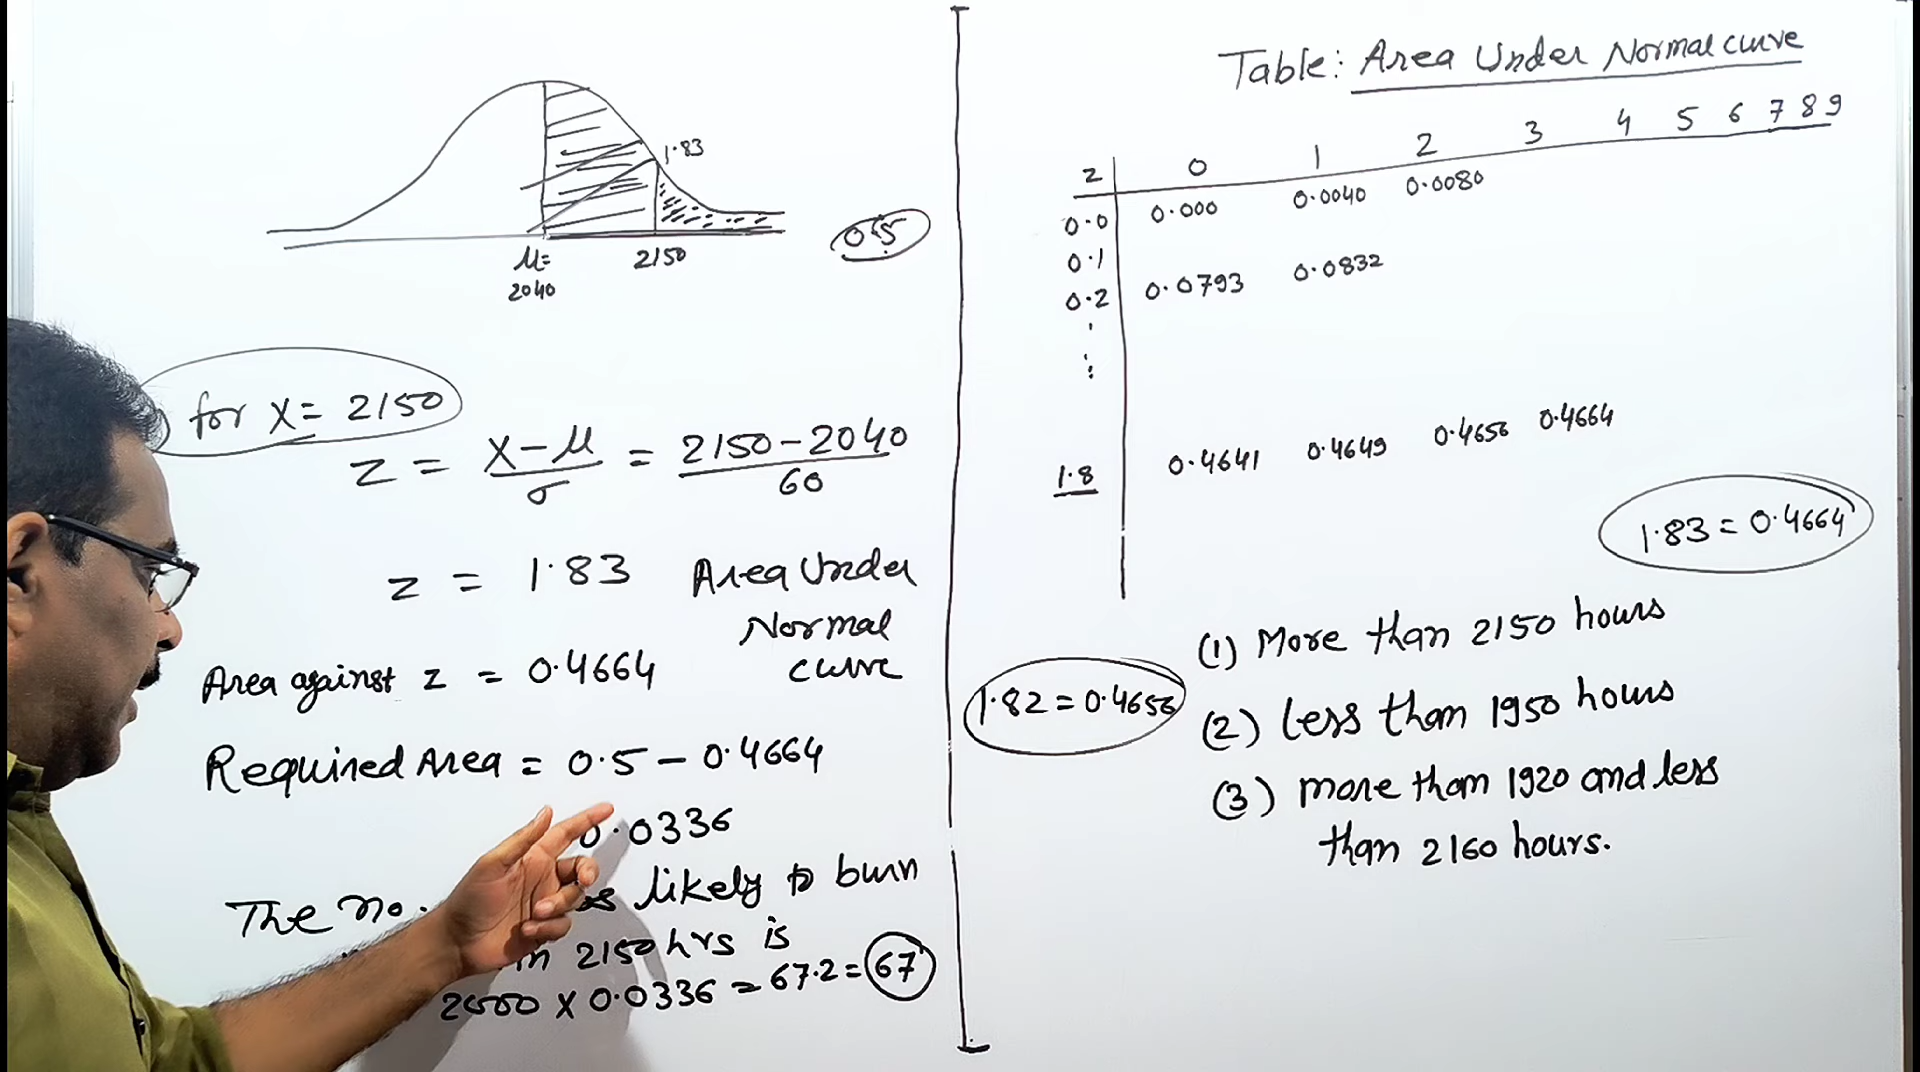 1.83
0.5
μ=
2040
2150
for X= 2150
z = X-μ/σ = 2150-2040/60
z = 1.83 Area Under
Normal
curve
Area against z = 0.4664
Required Area = 0.5 - 0.4664
0.0336
The no. likely to burn
2150 hrs is
2000 X 0.0336 = 67.2 = 67
Table: Area Under Normal curve
z 0 1 2 3 4 5 6 7 8 9
0.0 0.000 0.0040 0.0080
0.1
0.2 0.0793 0.0832
1.8 0.4641 0.4649 0.4656 0.4664
1.83 = 0.4664
1.82 = 0.4656
(1) More than 2150 hours
(2) less than 1950 hours
(3) more than 1920 and less
than 2160 hours.